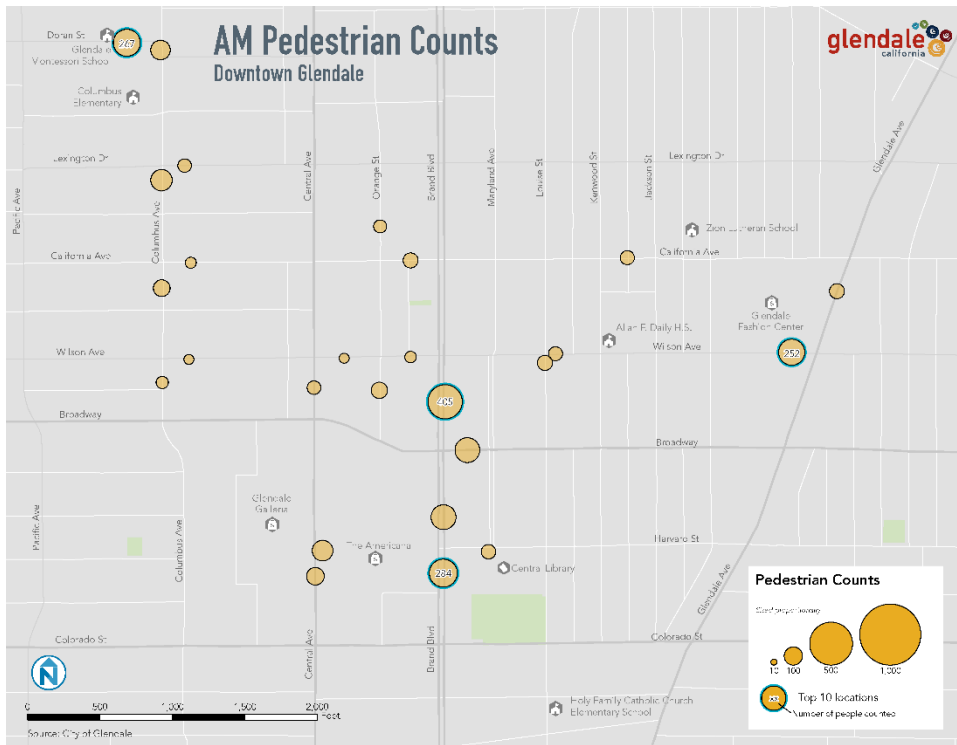 AM Pedestrian Counts
Downtown Glendale
glendale
california
Doran St
Glendale
Montessori School
267
Columbus
Elementary
Lexington Dr
Lexington Dr
Pacific Ave
Columbus Ave
Central Ave
Orange St
Brand Blvd
Maryland Ave
Louise St
Kenwood St
Jackson St
Glendale Ave
Zion Lutheran School
California Ave
California Ave
Glendale
Fashion Center
Allan F. Daily H.S.
Wilson Ave
Wilson Ave
252
405
Broadway
Broadway
Glendale
Galleria
The Americana
Harvard St
Central Library
284
Pacific Ave
Columbus Ave
Central Ave
Brand Blvd
Glendale Ave
Colorado St
Colorado St
Holy Family Catholic Church
Elementary School
Pedestrian Counts
10
100
500
1,000
Top 10 locations
Number of people counted
N
0
500
1,000
2,000
Feet
Source: City of Glendale